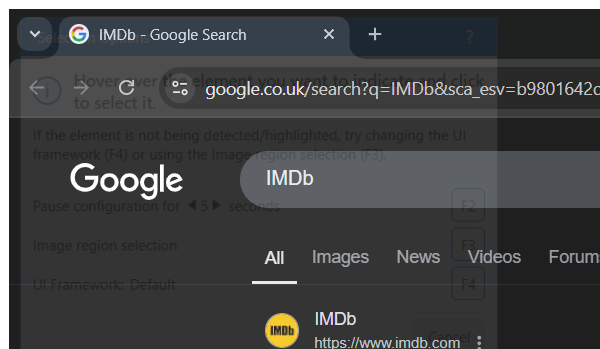 IMDb - Google Search
Selection Options ?
Hover over the element you want to indicate and click
to select it.
google.co.uk/search?q=IMDb&sca_esv=b9801642c
If the element is not being detected/highlighted, try changing the UI
framework (F4) or using the Image region selection (F3).
Google
IMDb
Pause configuration for 5 seconds F2
Image region selection F3
All Images News Videos Forum
UI Framework: Default F4
IMDb
IMDb
https://www.imdb.com
Cancel